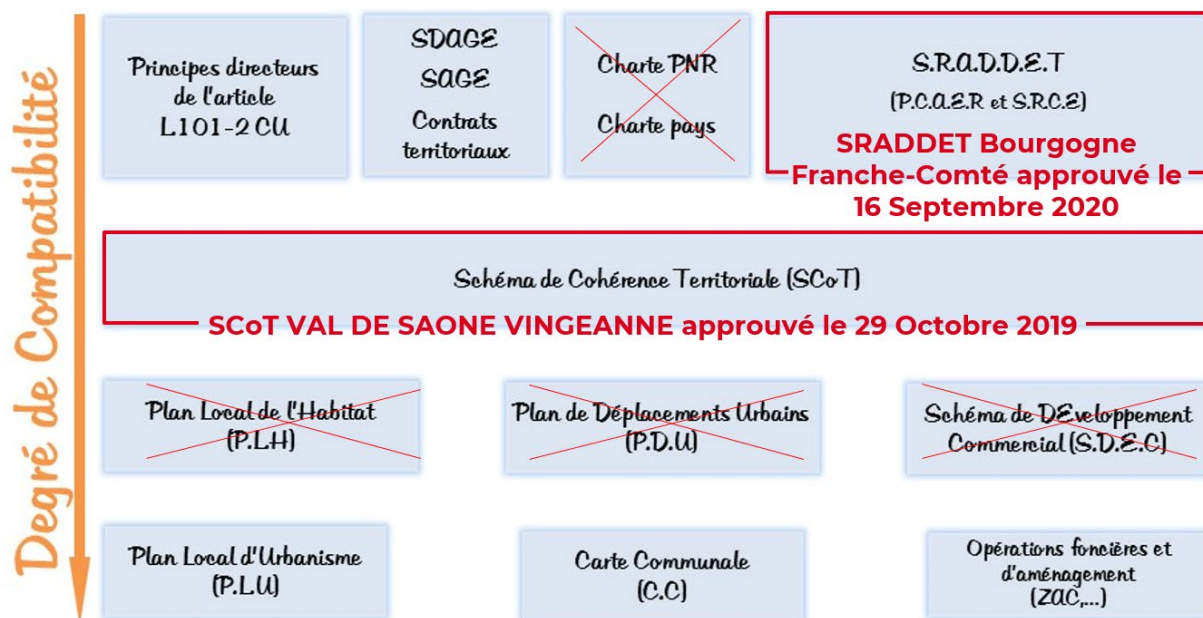 Degré de Compatibilité
Principes directeurs
de l'article
L101-2 CU
SDAGE
SAGE
Contrats
territoriaux
Charte PNR
Charte pays
S.R.A.D.D.E.T
(P.C.A.E.R et S.R.C.E)
SRADDET Bourgogne
Franche-Comté approuvé le
16 Septembre 2020
Schéma de Cohérence Territoriale (SCoT)
SCoT VAL DE SAONE VINGEANNE approuvé le 29 Octobre 2019
Plan Local de l'Habitat
(P.L.H)
Plan de Déplacements Urbains
(P.D.U)
Schéma de DEveloppement
Commercial (S.D.E.C)
Plan Local d'Urbanisme
(P.L.U)
Carte Communale
(C.C)
Opérations foncières et
d'aménagement
(ZAC,...)